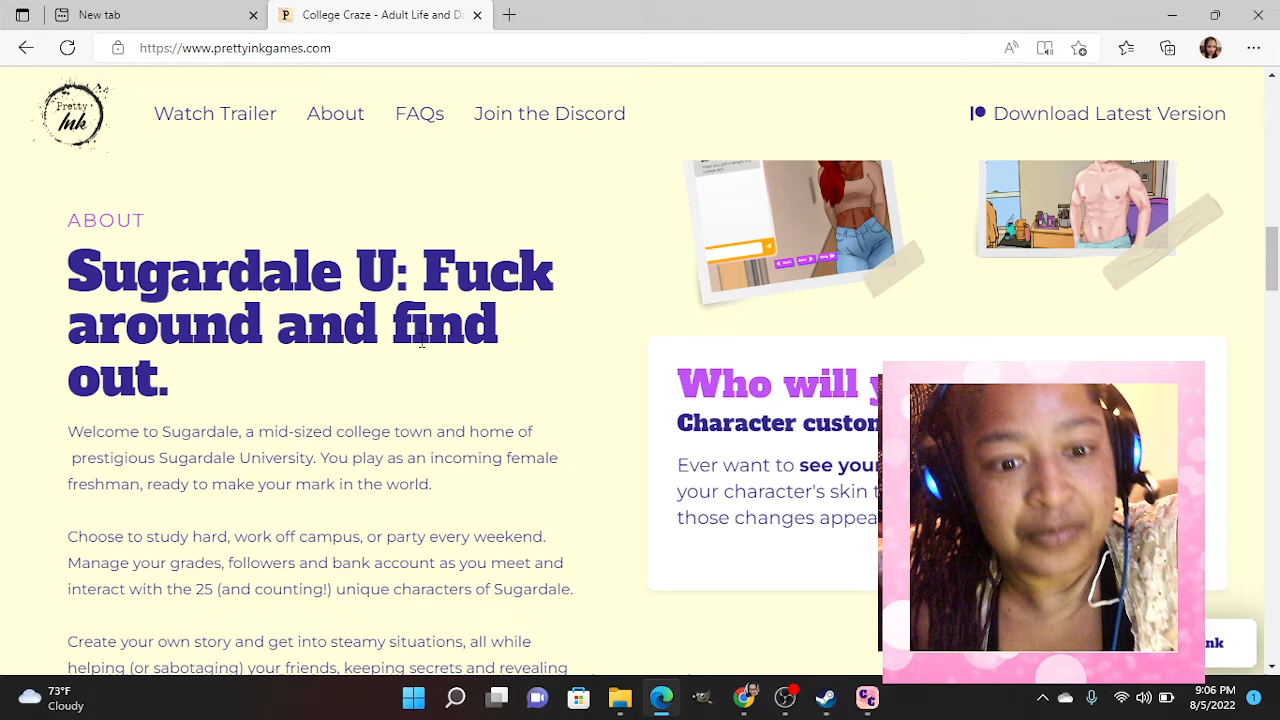 New tab
College Daze - Adult Life
https://www.prettyinkgames.com
Pretty
Ink
Watch Trailer
About
FAQs
Join the Discord
Download Latest Version
ABOUT
Sugardale U: Fuck
around and find
out.
Welcome to Sugardale, a mid-sized college town and home of
prestigious Sugardale University. You play as an incoming female
freshman, ready to make your mark in the world.
Choose to study hard, work off campus, or party every weekend.
Manage your grades, followers and bank account as you meet and
interact with the 25 (and counting!) unique characters of Sugardale.
Create your own story and get into steamy situations, all while
helping (or sabotaging) your friends, keeping secrets and revealing
Who will y
Character custon
Ever want to see your
your character's skin t
those changes appea
nk
73°F
Cloudy
9:06 PM